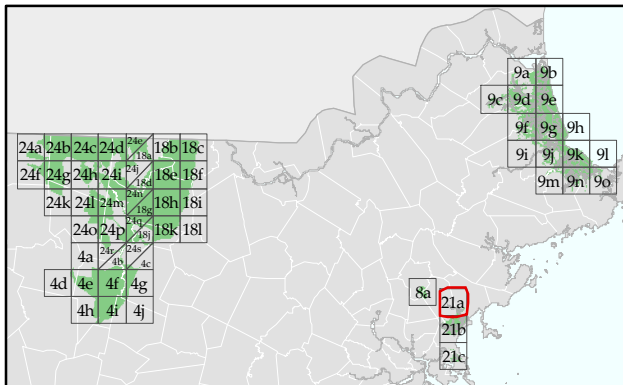 9a 9b
9c 9d 9e
9f 9g 9h
9i 9j 9k 9l
9m 9n 9o
24a 24b 24c 24d 24e 18a 18b 18c
24f 24g 24h 24i 24j 18d 18e 18f
24k 24l 24m 24n 18g 18h 18i
24o 24p 24q 18j 18k 18l
4a 24r 4b 24s 4c
4d 4e 4f 4g
4h 4i 4j
8a 21a
21b
21c